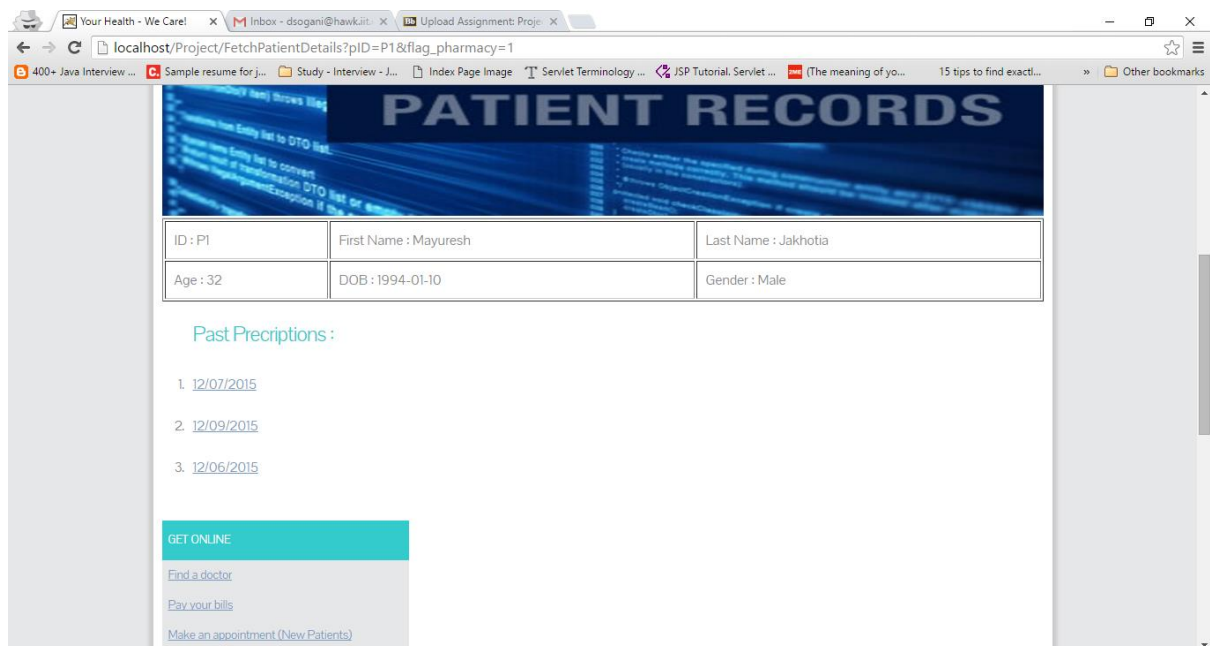 Your Health - We Care!
Inbox - dsogani@hawk.iit.
Upload Assignment: Proje
localhost/Project/FetchPatientDetails?pID=P1&flag_pharmacy=1
400+ Java Interview ... Sample resume for j... Study - Interview - J... Index Page Image Servlet Terminology ... JSP Tutorial. Servlet ... (The meaning of yo... 15 tips to find exactl... » Other bookmarks
PATIENT RECORDS
ID : P1 First Name : Mayuresh Last Name : Jakhotia
Age : 32 DOB : 1994-01-10 Gender : Male
Past Precriptions :
1. 12/07/2015
2. 12/09/2015
3. 12/06/2015
GET ONLINE
Find a doctor
Pay your bills
Make an appointment (New Patients)